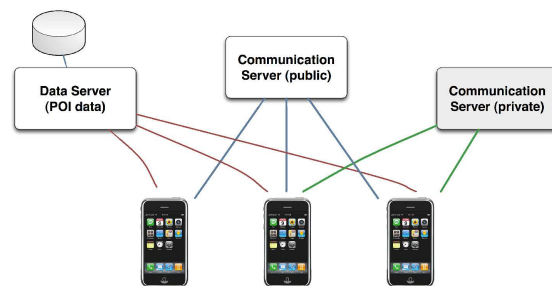 Data Server
(POI data)
Communication
Server (public)
Communication
Server (private)